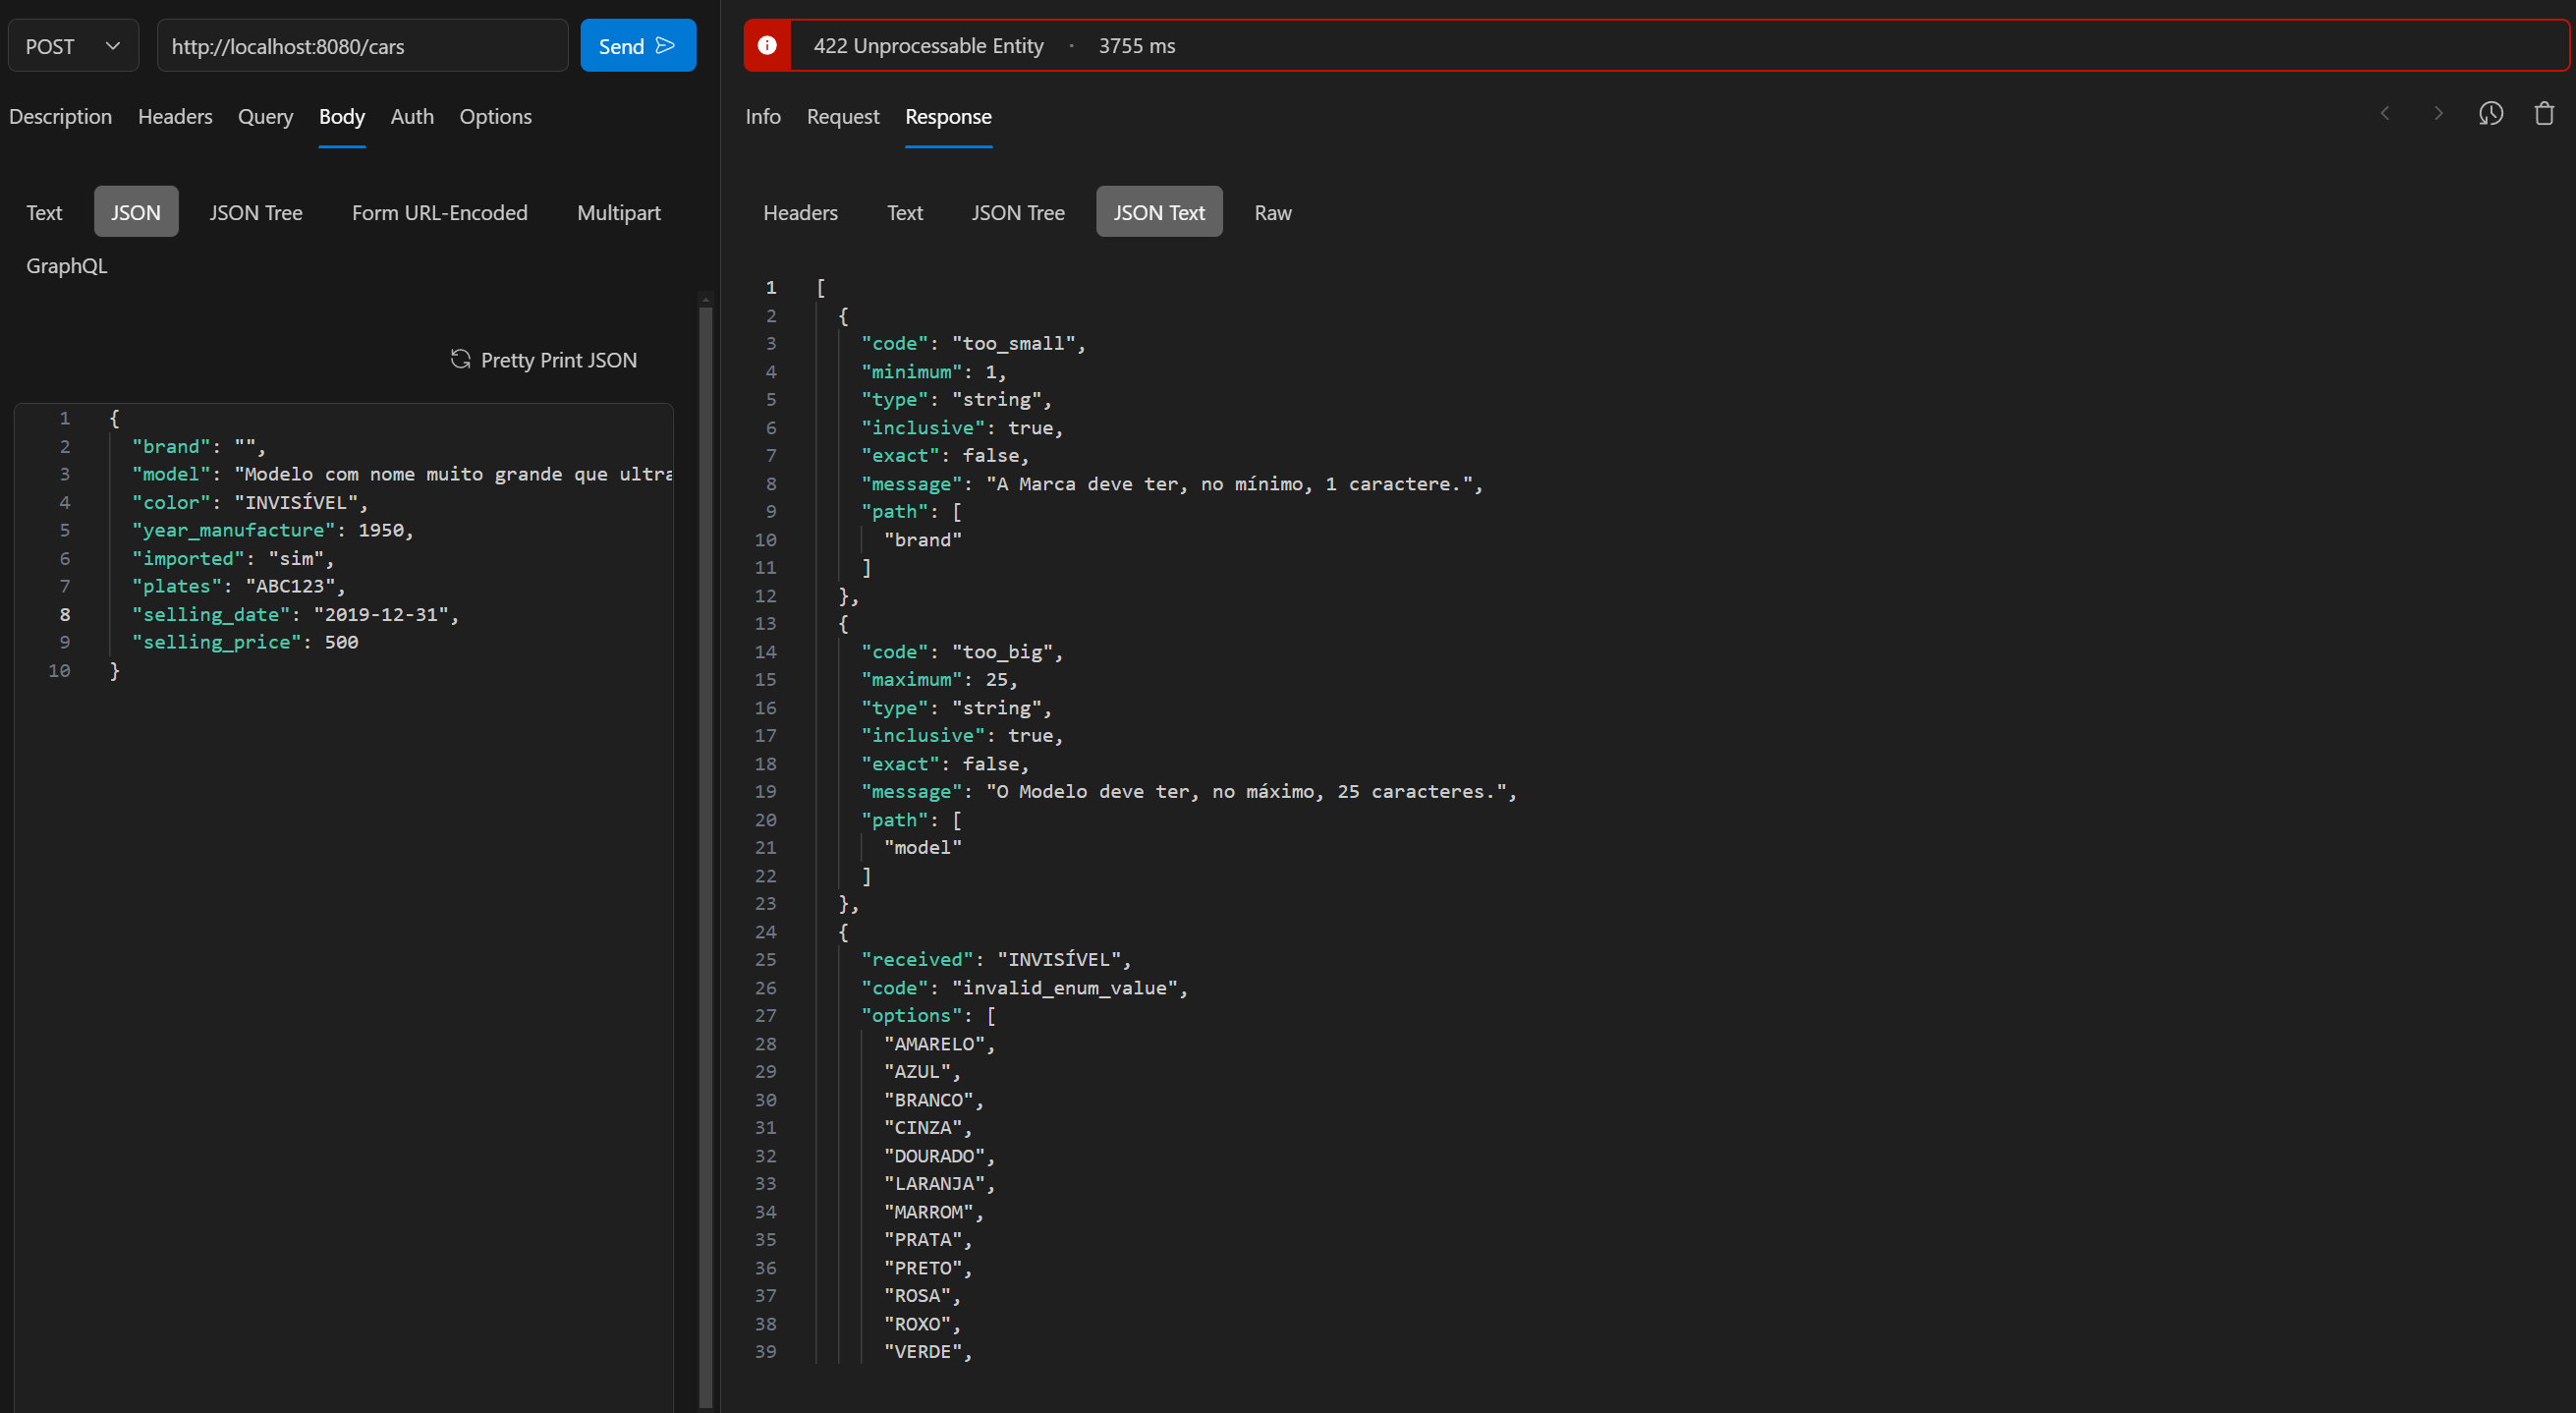 POST
http://localhost:8080/cars
Send
Description Headers Query Body Auth Options
Text JSON JSON Tree Form URL-Encoded Multipart
GraphQL
Pretty Print JSON
1 {
2 "brand": "",
3 "model": "Modelo com nome muito grande que ultra
4 "color": "INVISÍVEL",
5 "year_manufacture": 1950,
6 "imported": "sim",
7 "plates": "ABC123",
8 "selling_date": "2019-12-31",
9 "selling_price": 500
10 }
422 Unprocessable Entity · 3755 ms
Info Request Response
Headers Text JSON Tree JSON Text Raw
1 [
2 {
3 "code": "too_small",
4 "minimum": 1,
5 "type": "string",
6 "inclusive": true,
7 "exact": false,
8 "message": "A Marca deve ter, no mínimo, 1 caractere.",
9 "path": [
10 "brand"
11 ]
12 },
13 {
14 "code": "too_big",
15 "maximum": 25,
16 "type": "string",
17 "inclusive": true,
18 "exact": false,
19 "message": "O Modelo deve ter, no máximo, 25 caracteres.",
20 "path": [
21 "model"
22 ]
23 },
24 {
25 "received": "INVISÍVEL",
26 "code": "invalid_enum_value",
27 "options": [
28 "AMARELO",
29 "AZUL",
30 "BRANCO",
31 "CINZA",
32 "DOURADO",
33 "LARANJA",
34 "MARROM",
35 "PRATA",
36 "PRETO",
37 "ROSA",
38 "ROXO",
39 "VERDE",